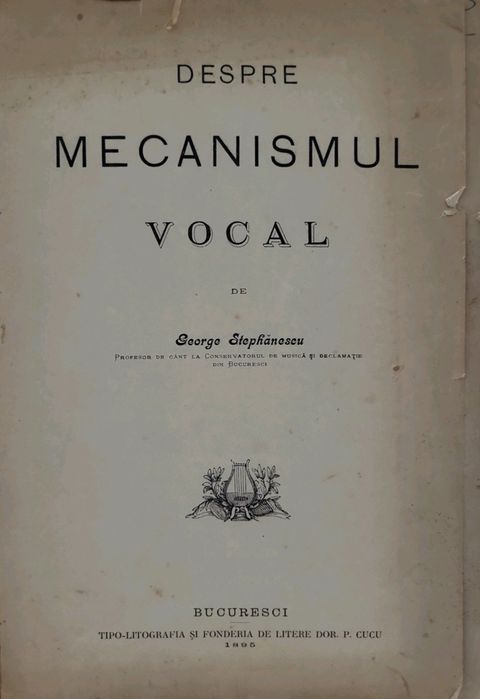 DESPRE
MECANISMUL
VOCAL
DE
George Stephănescu
PROFESOR DE CÂNT LA CONSERVATORUL DE MUSICĂ ȘI DECLAMAȚIE
DIN BUCURESCI
BUCURESCI
TIPO-LITOGRAFIA ȘI FONDERIA DE LITERE DOR. P. CUCU
1895